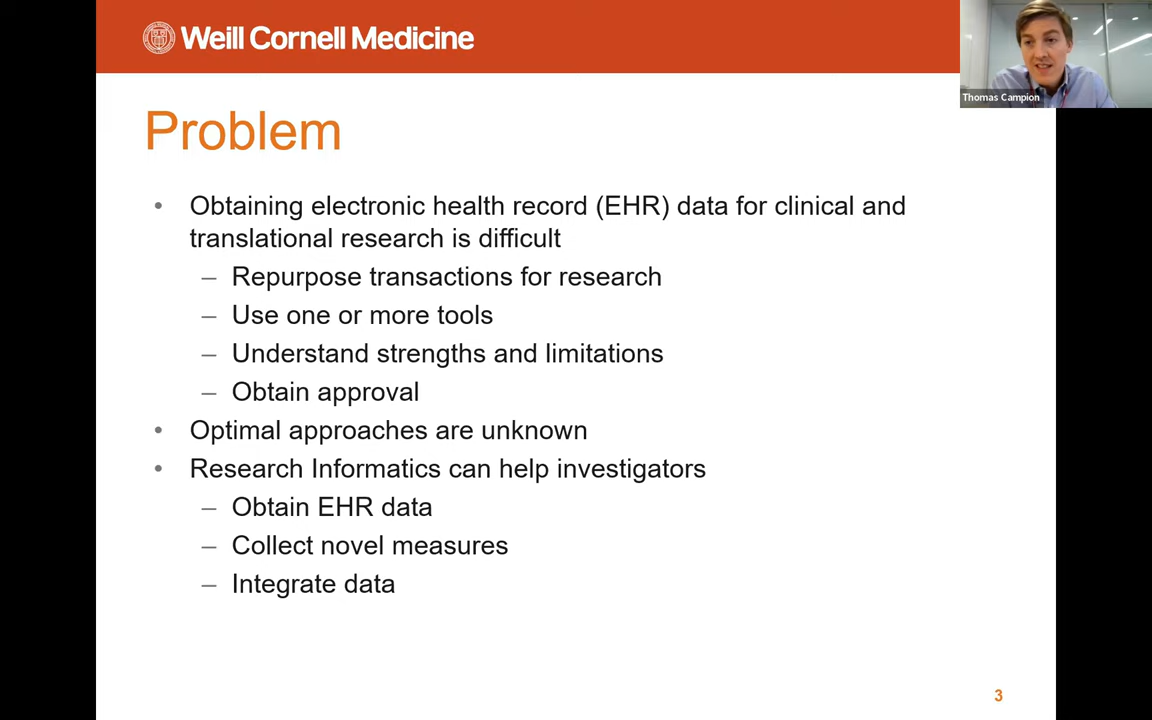 Weill Cornell Medicine
Thomas Campion
Problem
• Obtaining electronic health record (EHR) data for clinical and
translational research is difficult
– Repurpose transactions for research
– Use one or more tools
– Understand strengths and limitations
– Obtain approval
• Optimal approaches are unknown
• Research Informatics can help investigators
– Obtain EHR data
– Collect novel measures
– Integrate data
3